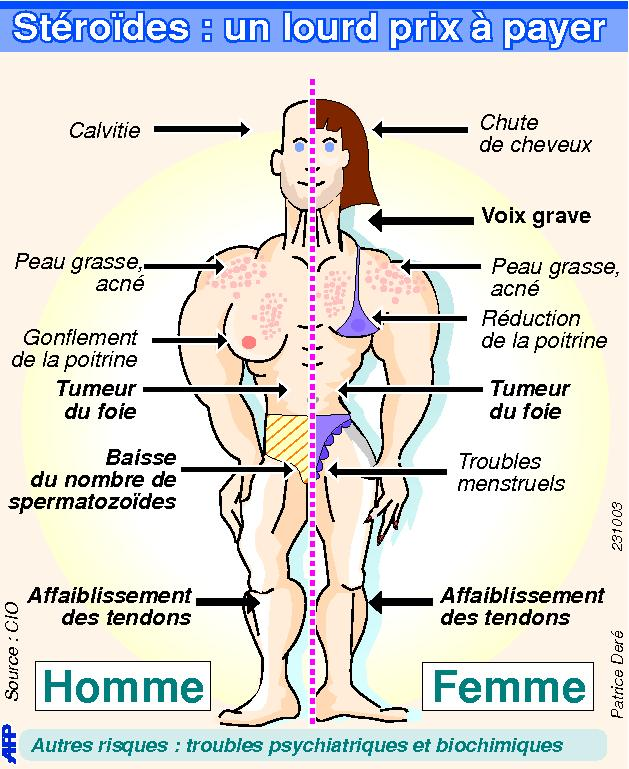 Stéroïdes : un lourd prix à payer
Calvitie
Chute
de cheveux
Voix grave
Peau grasse,
acné
Peau grasse,
acné
Gonflement
de la poitrine
Réduction
de la poitrine
Tumeur
du foie
Tumeur
du foie
Baisse
du nombre de
spermatozoïdes
Troubles
menstruels
Affaiblissement
des tendons
Affaiblissement
des tendons
Homme
Femme
Source : CIO
231003
Patrice Deré
AFP
Autres risques : troubles psychiatriques et biochimiques